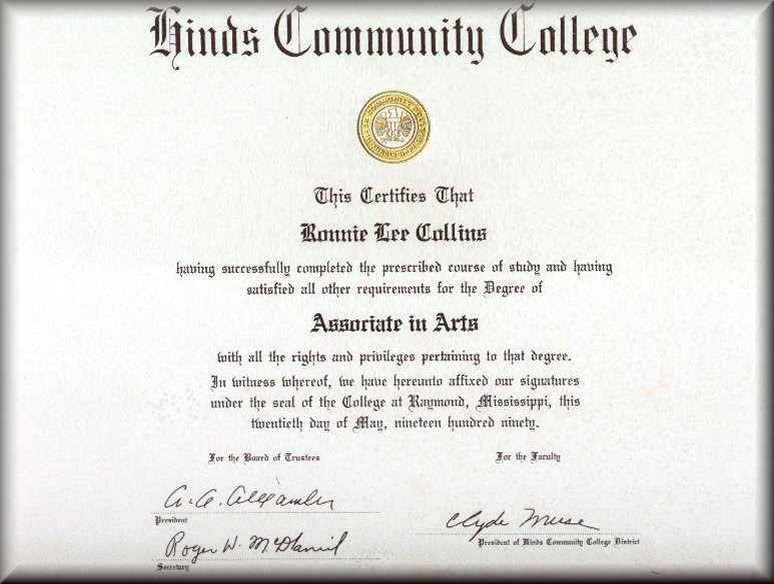 Hinds Community College
This Certifies That
Ronnie Lee Collins
having successfully completed the prescribed course of study and having
satisfied all other requirements for the Degree of
Associate in Arts
with all the rights and privileges pertaining to that degree.
In witness whereof, we have hereunto affixed our signatures
under the seal of the College at Raymond, Mississippi, this
twentieth day of May, nineteen hundred ninety.
For the Board of Trustees
For the Faculty
President
Clyde Muse
President of Hinds Community College District
Roger W. McDaniel
Secretary